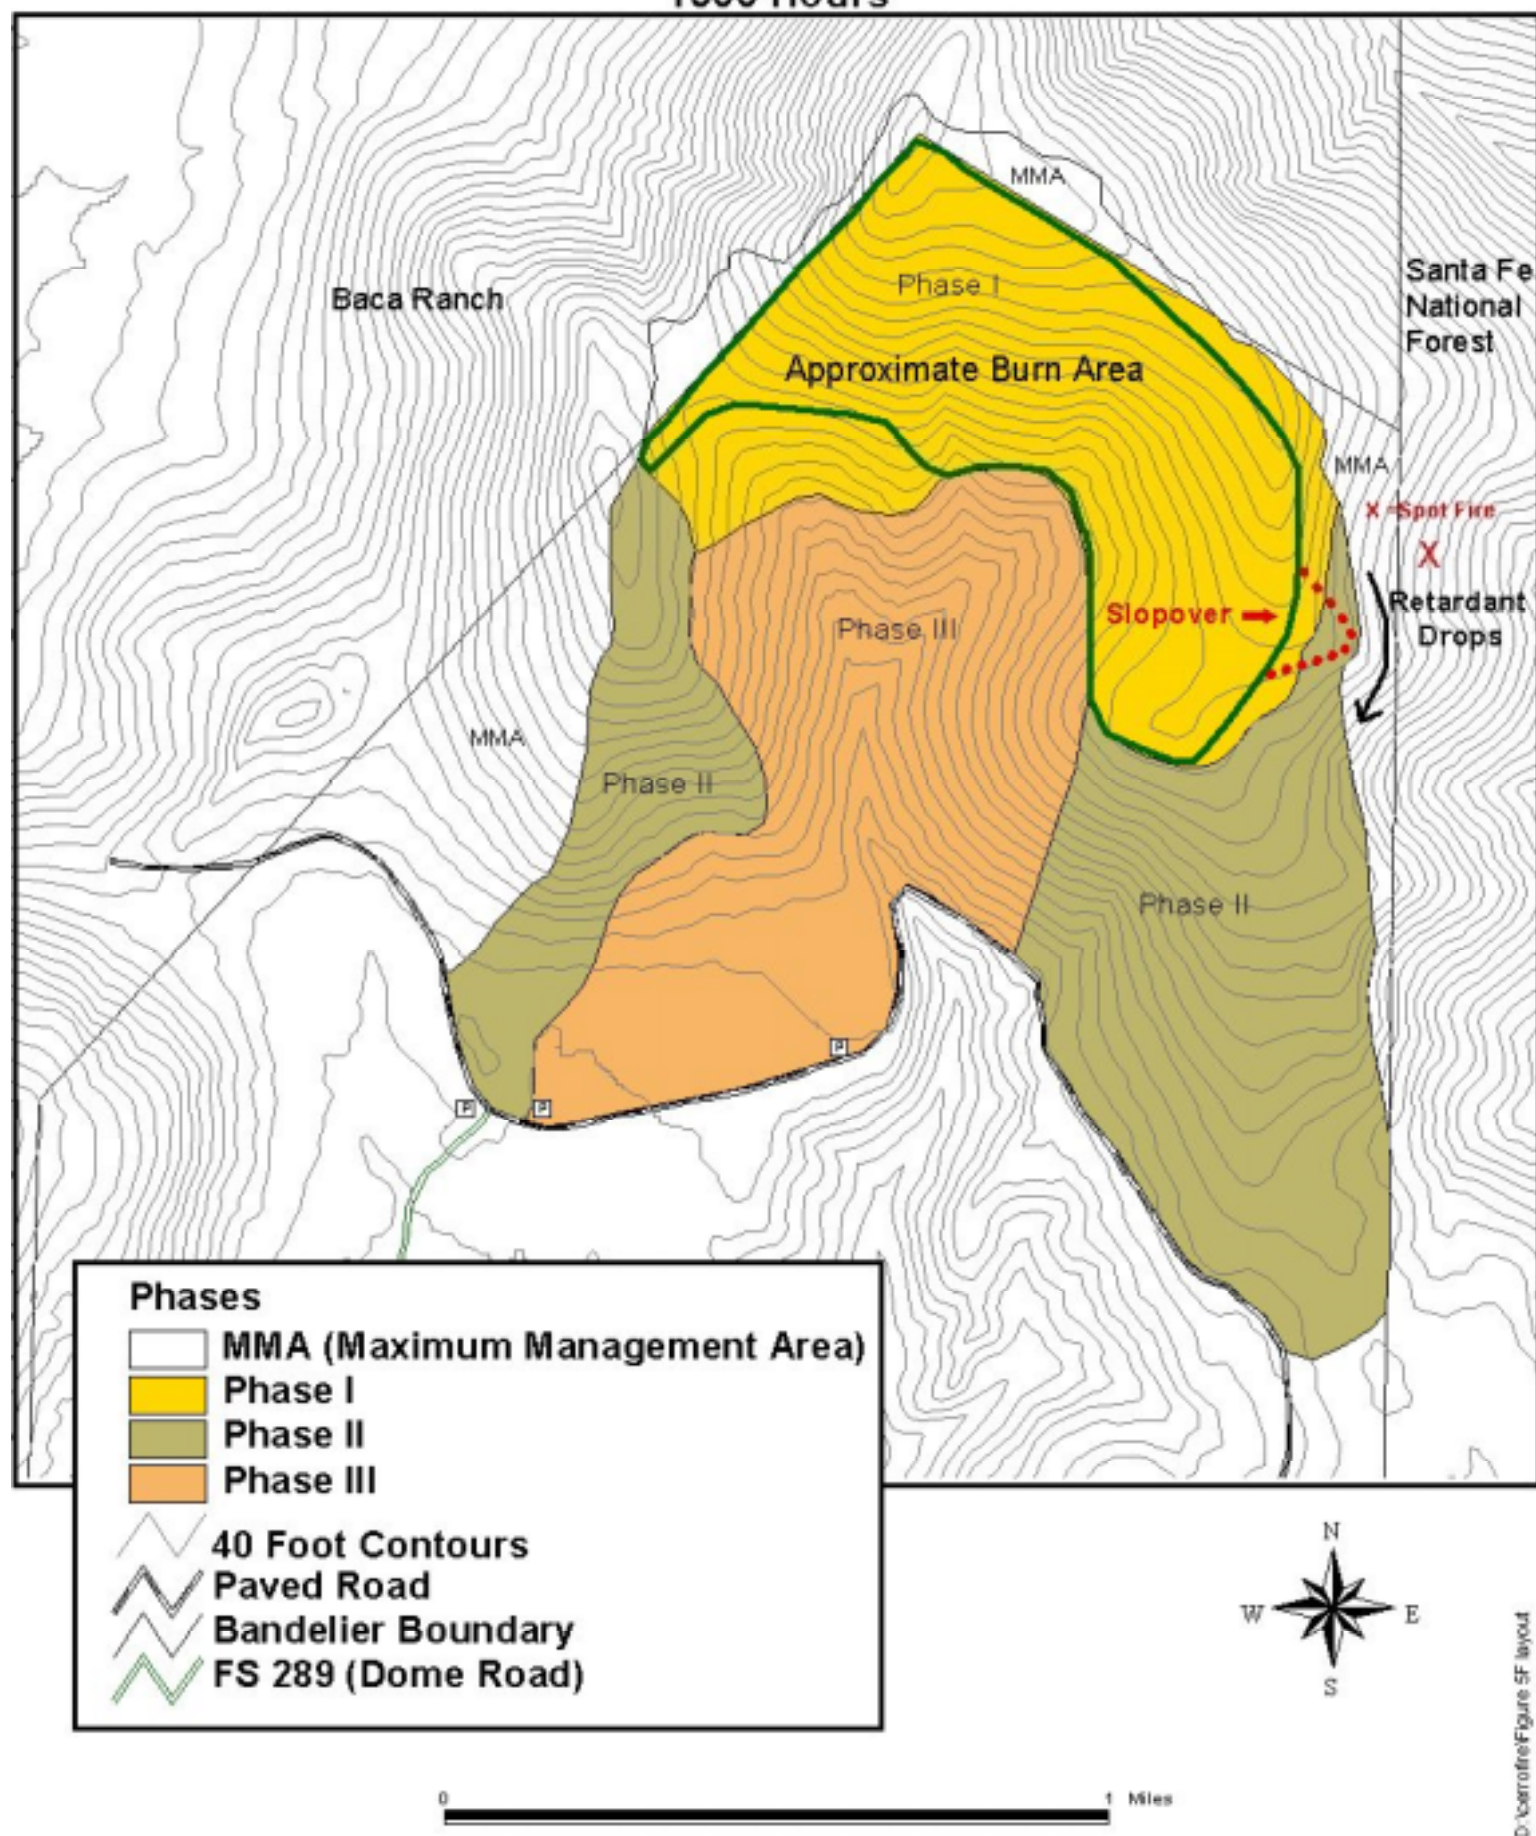 MMA
Baca Ranch
Phase I
Santa Fe
National
Forest
Approximate Burn Area
MMA
X = Spot Fire
X
Slopover
Retardant
Drops
Phase III
MMA
Phase II
Phase II
P
P
P
Phases
MMA (Maximum Management Area)
Phase I
Phase II
Phase III
40 Foot Contours
Paved Road
Bandelier Boundary
FS 289 (Dome Road)
N
W E
S
0 1 Miles